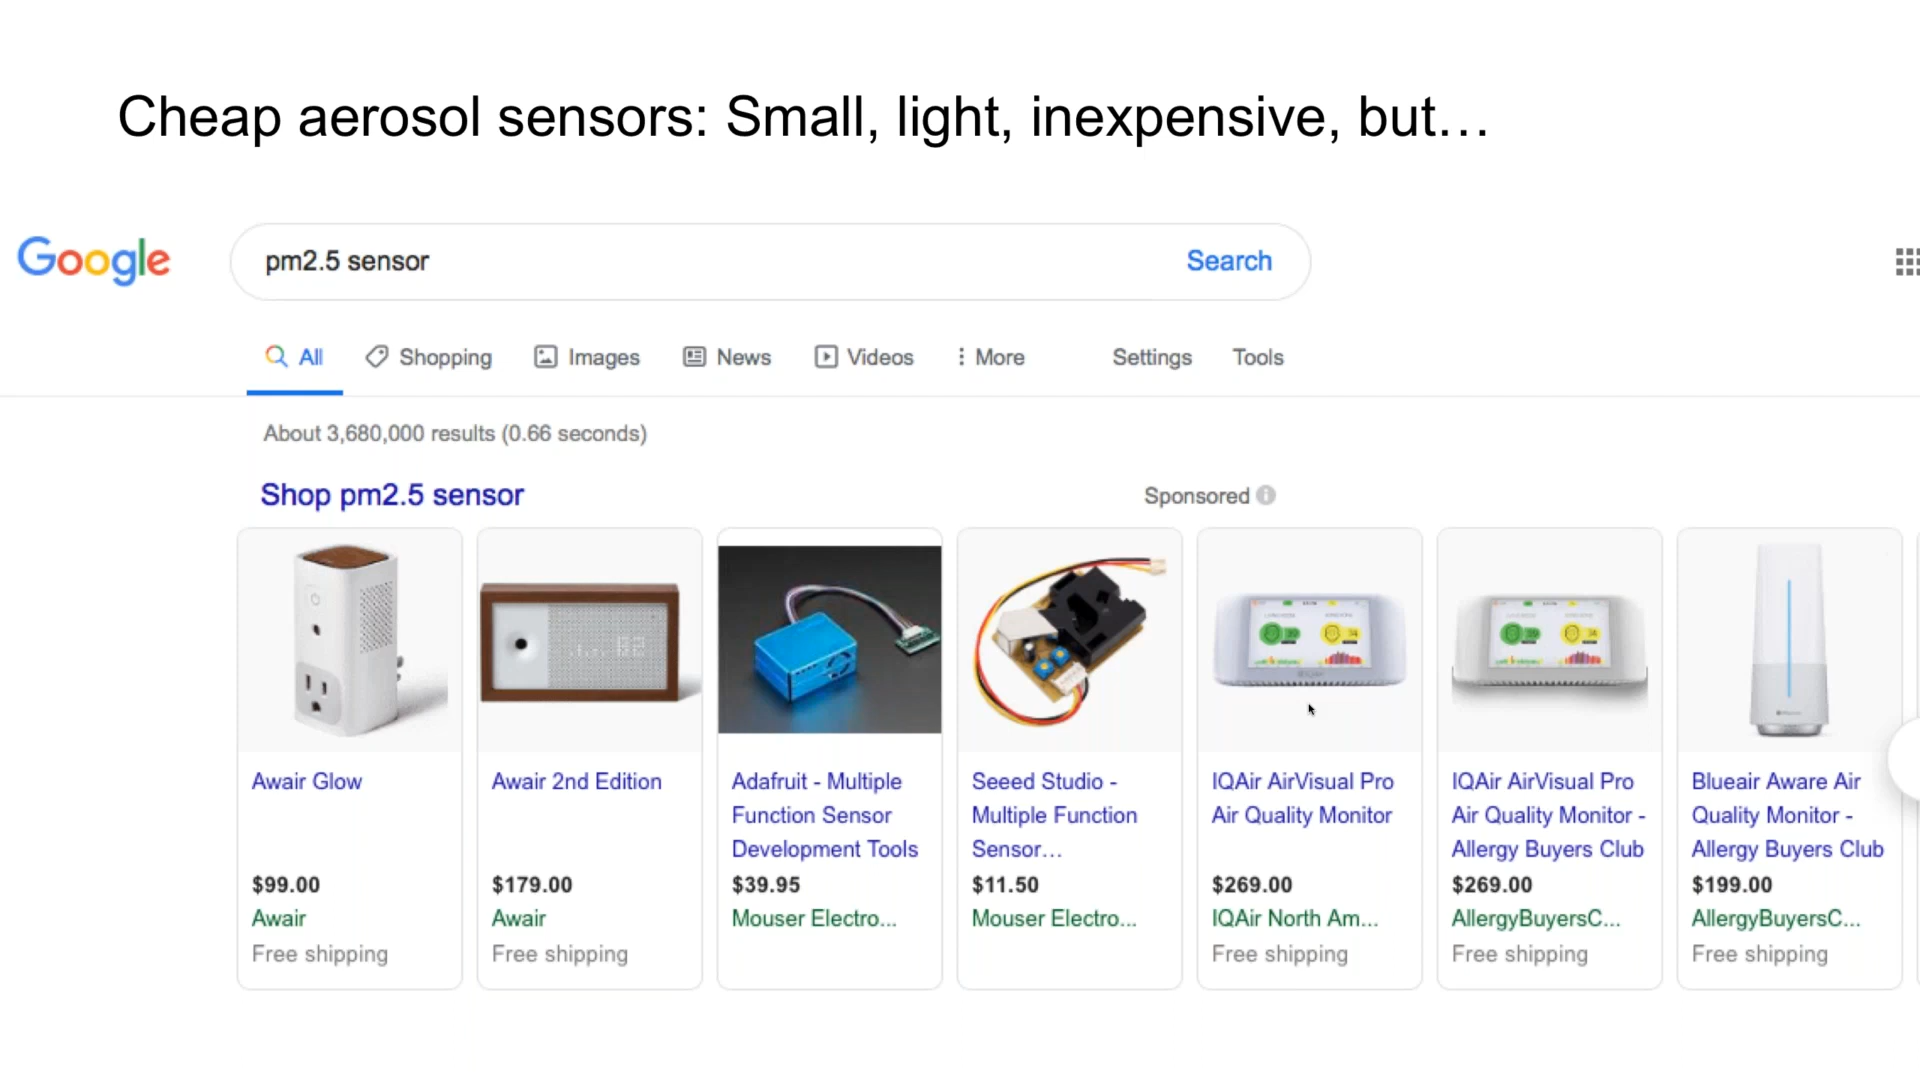 Cheap aerosol sensors: Small, light, inexpensive, but…
Google
pm2.5 sensor
Search
All
Shopping
Images
News
Videos
More
Settings
Tools
About 3,680,000 results (0.66 seconds)
Shop pm2.5 sensor
Sponsored
Awair Glow
$99.00
Awair
Free shipping
Awair 2nd Edition
$179.00
Awair
Free shipping
Adafruit - Multiple
Function Sensor
Development Tools
$39.95
Mouser Electro...
Seeed Studio -
Multiple Function
Sensor…
$11.50
Mouser Electro...
IQAir AirVisual Pro
Air Quality Monitor
$269.00
IQAir North Am...
Free shipping
IQAir AirVisual Pro
Air Quality Monitor -
Allergy Buyers Club
$269.00
AllergyBuyersC...
Free shipping
Blueair Aware Air
Quality Monitor -
Allergy Buyers Club
$199.00
AllergyBuyersC...
Free shipping